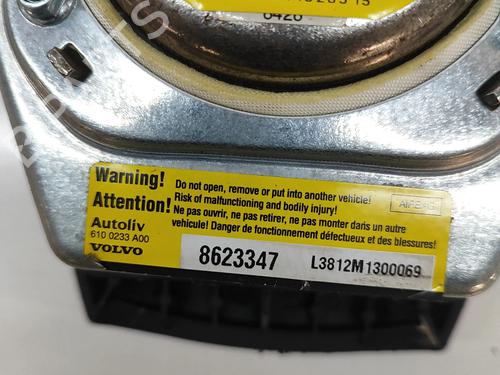 8426
Warning!
Attention!
Do not open, remove or put into another vehicle!
Risk of malfunctioning and bodily injury!
Ne pas ouvrir, ne pas retirer, ne pas monter dans un autre
vehicule! Danger de fonctionnement défectueux et des blessures!
AIRBAG
Autoliv
610 0233 A00
VOLVO
8623347
L3812M1300069